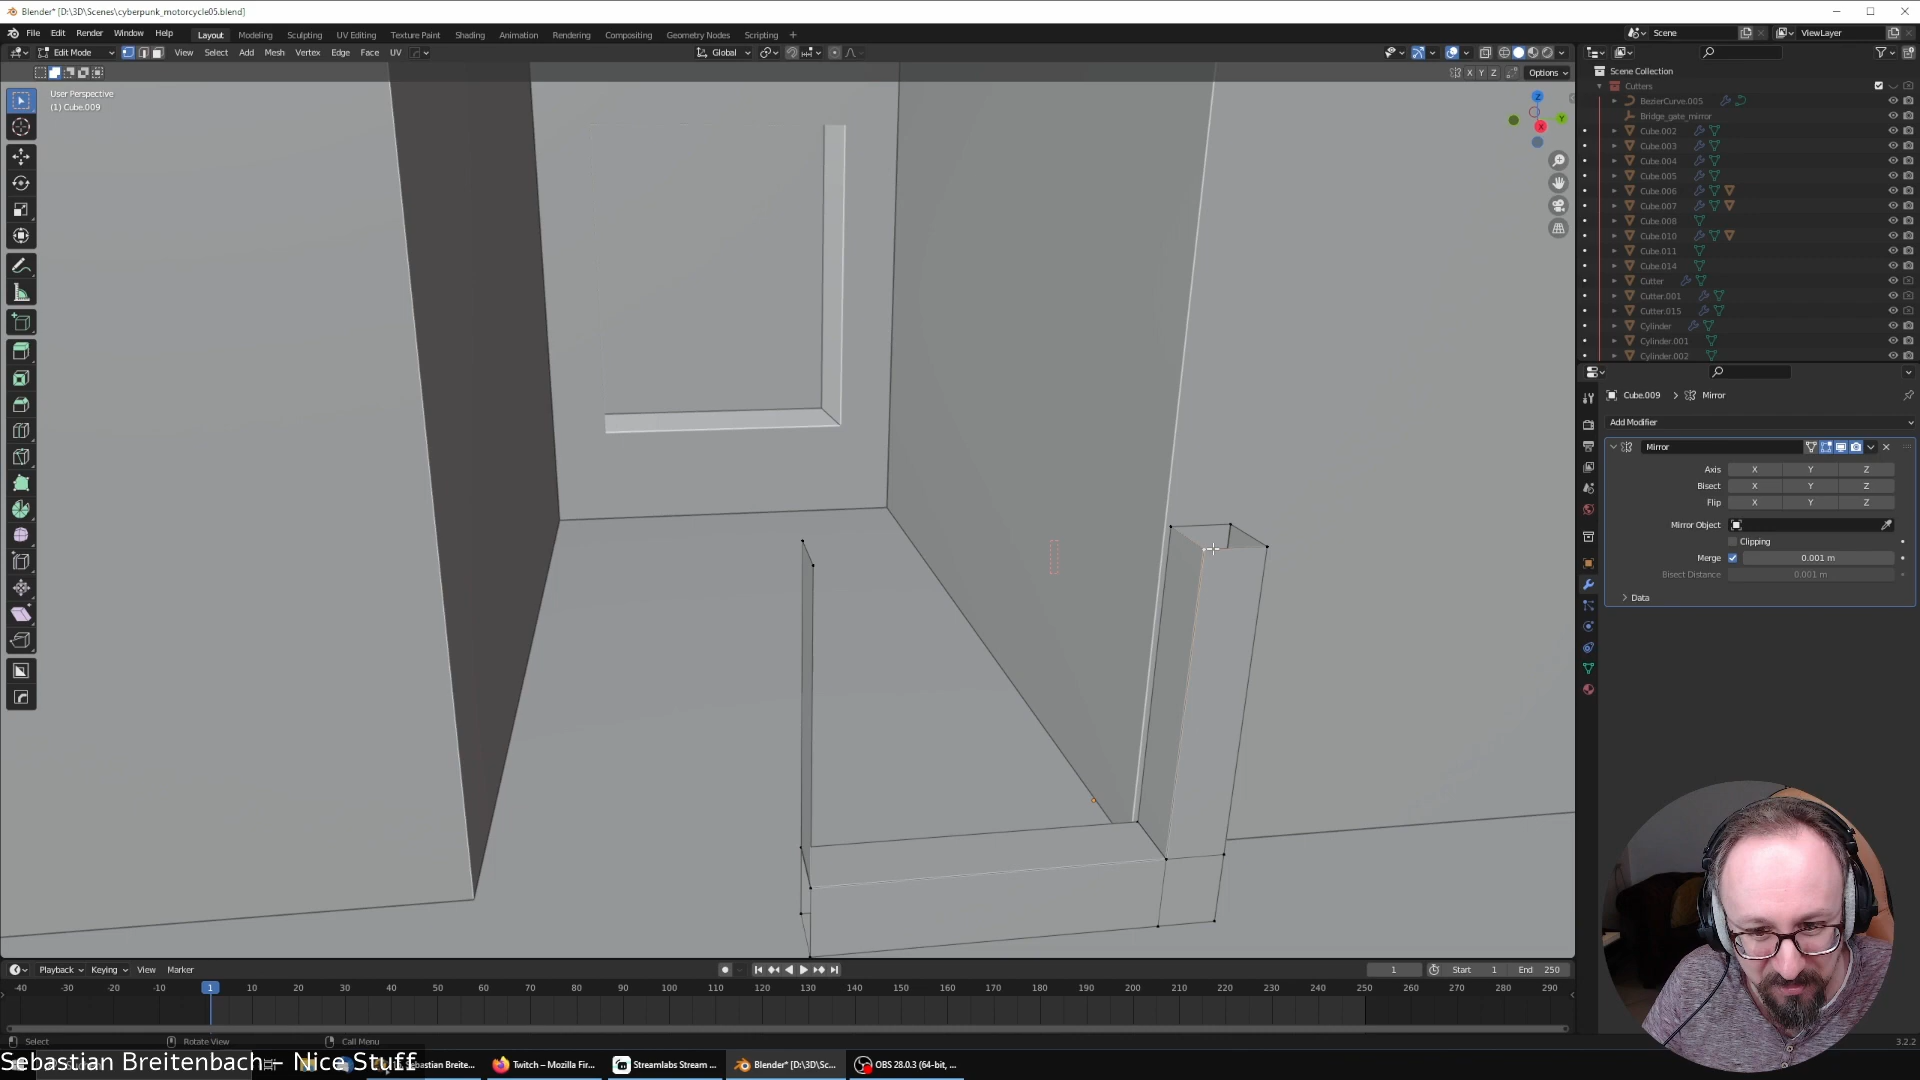 Blender* [D:\3D\Scenes\cyberpunk_motorcycle05.blend]
File Edit Render Window Help Layout Modeling Sculpting UV Editing Texture Paint Shading Animation Rendering Compositing Geometry Nodes Scripting + Scene ViewLayer
Edit Mode View Select Add Mesh Vertex Edge Face UV Global
X Y Z Options
User Perspective
(1) Cube.009
Z
Y
X
Scene Collection
Cutters
BezierCurve.005
Bridge_gate_mirror
Cube.002
Cube.003
Cube.004
Cube.005
Cube.006
Cube.007
Cube.008
Cube.010
Cube.011
Cube.014
Cutter
Cutter.001
Cutter.015
Cylinder
Cylinder.001
Cylinder.002
Cube.009 > Mirror
Add Modifier
Mirror
Axis X Y Z
Bisect X Y Z
Flip X Y Z
Mirror Object
Clipping
Merge 0.001 m
Bisect Distance 0.001 m
> Data
Playback Keying View Marker 1 Start 1 End 250
-40 -30 -20 -10 1 10 20 30 40 50 60 70 80 90 100 110 120 130 140 150 160 170 180 190 200 210 220 230 240 250 260 270 280 290
Select Rotate View Call Menu 3.2.2
Sebastian Breitenbach – Nice Stuff
Sebastian Breite... Twitch – Mozilla Fir... Streamlabs Stream ... Blender* [D:\3D\Sc... OBS 28.0.3 (64-bit, ...